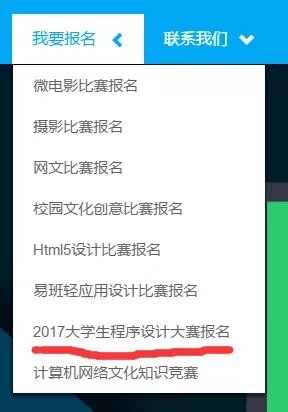 我要报名
联系我们
微电影比赛报名
摄影比赛报名
网文比赛报名
校园文化创意比赛报名
Html5设计比赛报名
易班轻应用设计比赛报名
2017大学生程序设计大赛报名
计算机网络文化知识竞赛